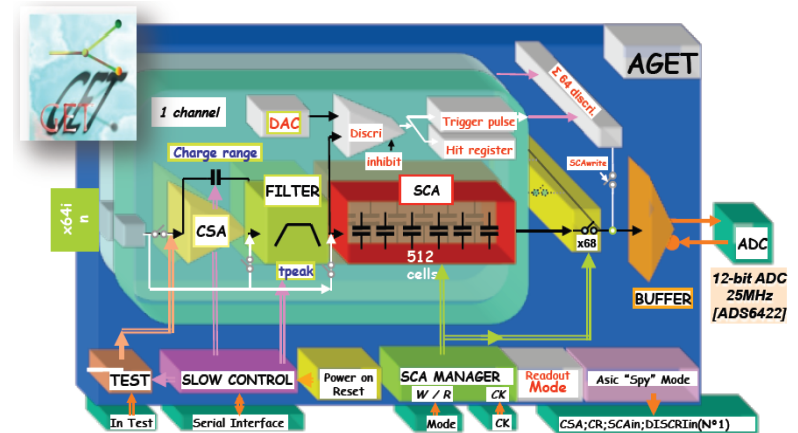 AGET
GET
1 channel
Σ 64 discri.
DAC
Discri
Trigger pulse
inhibit
Hit register
SCAwrite
Charge range
FILTER
SCA
x64i
n
CSA
512
cells
tpeak
x68
ADC
BUFFER
12-bit ADC
25MHz
[ADS6422]
TEST
SLOW CONTROL
Power on
Reset
SCA MANAGER
W / R
CK
Readout
Mode
Asic "Spy" Mode
In Test
Serial Interface
Mode
CK
CSA;CR;SCAin;DISCRIin(N°1)